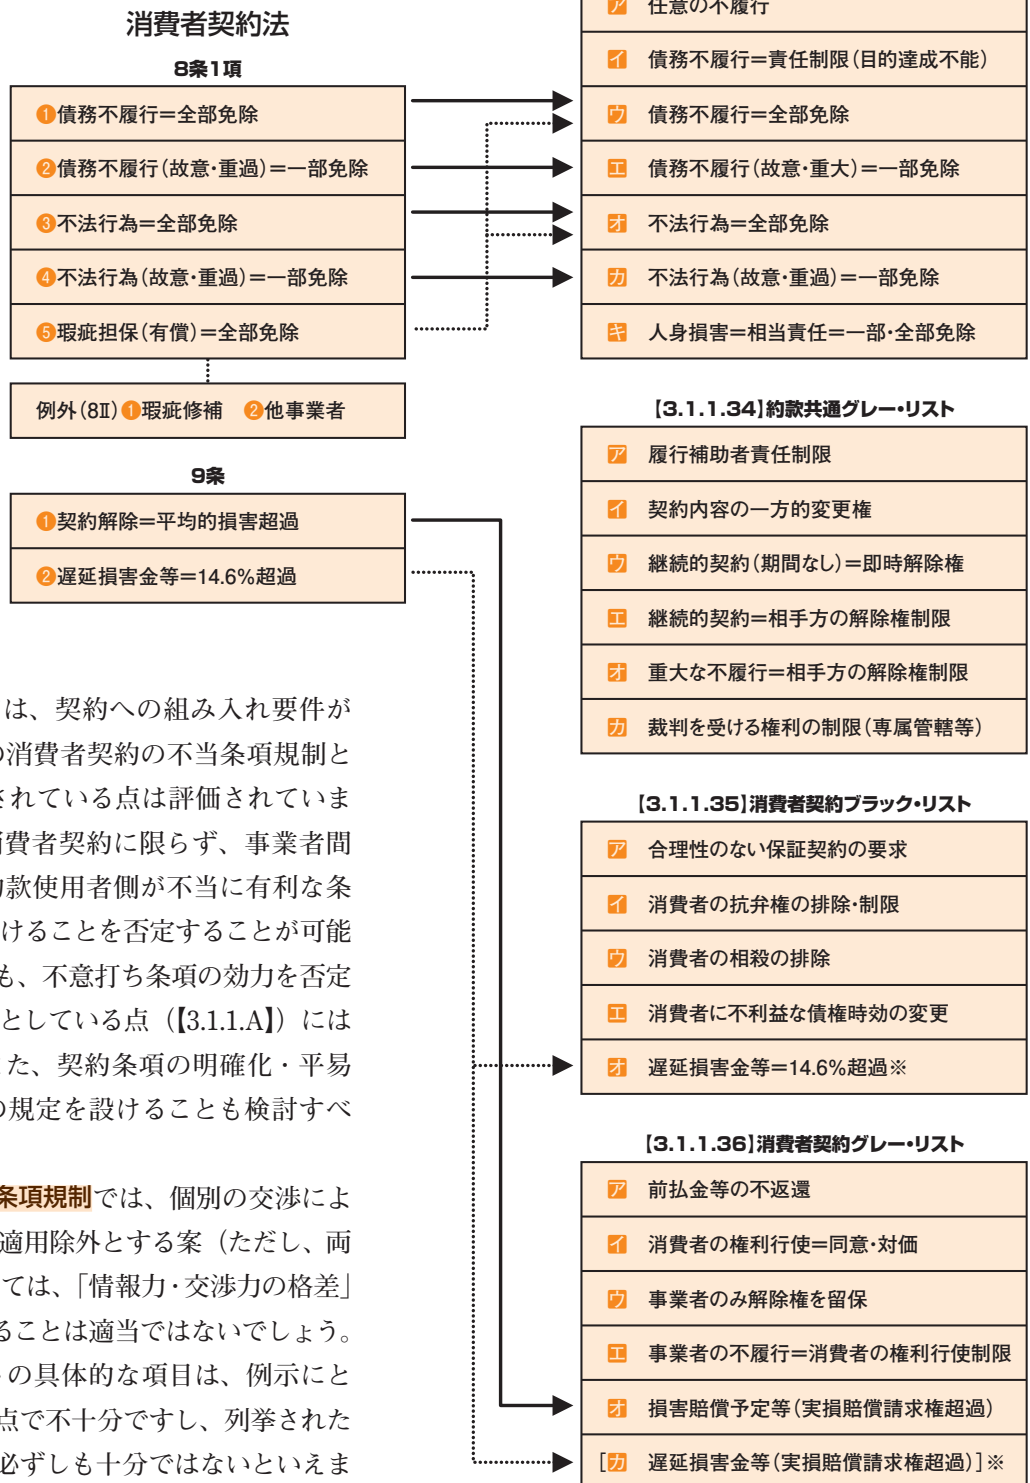 消費者契約法
8条1項
❶債務不履行=全部免除
❷債務不履行(故意・重過)=一部免除
❸不法行為=全部免除
❹不法行為(故意・重過)=一部免除
❺瑕疵担保(有償)=全部免除
例外(8Ⅱ)❶瑕疵修補 ❷他事業者
9条
❶契約解除=平均的損害超過
❷遅延損害金等=14.6%超過
は、契約への組み入れ要件が
の消費者契約の不当条項規制と
されている点は評価されていま
消費者契約に限らず、事業者間
約款使用者側が不当に有利な条
けることを否定することが可能
も、不意打ち条項の効力を否定
としている点(【3.1.1.A】)には
た、契約条項の明確化・平易
の規定を設けることも検討すべ
条項規制では、個別の交渉によ
適用除外とする案(ただし、両
ては、「情報力・交渉力の格差」
ることは適当ではないでしょう。
の具体的な項目は、例示にと
点で不十分ですし、列挙された
必ずしも十分ではないといえま
ア 任意の不履行
イ 債務不履行=責任制限(目的達成不能)
ウ 債務不履行=全部免除
エ 債務不履行(故意・重大)=一部免除
オ 不法行為=全部免除
カ 不法行為(故意・重過)=一部免除
キ 人身損害=相当責任=一部・全部免除
【3.1.1.34】約款共通グレー・リスト
ア 履行補助者責任制限
イ 契約内容の一方的変更権
ウ 継続的契約(期間なし)=即時解除権
エ 継続的契約=相手方の解除権制限
オ 重大な不履行=相手方の解除権制限
カ 裁判を受ける権利の制限(専属管轄等)
【3.1.1.35】消費者契約ブラック・リスト
ア 合理性のない保証契約の要求
イ 消費者の抗弁権の排除・制限
ウ 消費者の相殺の排除
エ 消費者に不利益な債権時効の変更
オ 遅延損害金等=14.6%超過※
【3.1.1.36】消費者契約グレー・リスト
ア 前払金等の不返還
イ 消費者の権利行使=同意・対価
ウ 事業者のみ解除権を留保
エ 事業者の不履行=消費者の権利行使制限
オ 損害賠償予定等(実損賠償請求権超過)
[カ 遅延損害金等(実損賠償請求権超過)]※